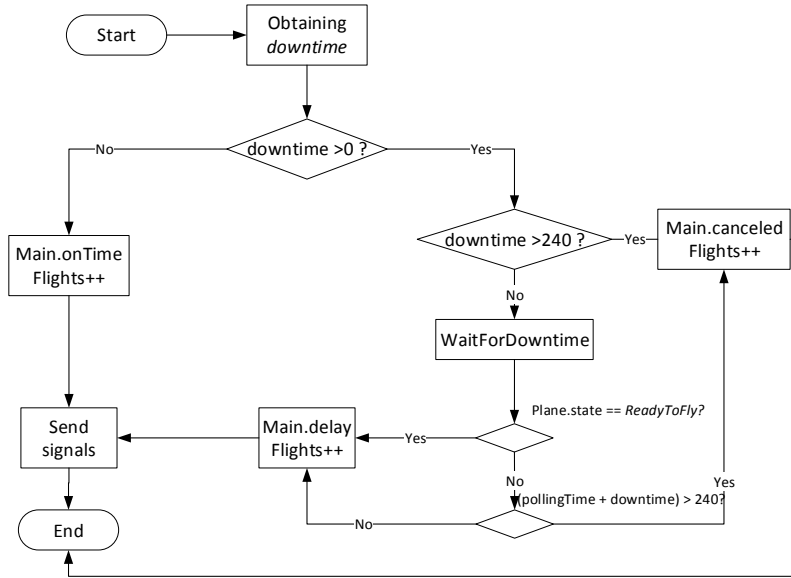 Start
Obtaining
downtime
downtime >0 ?
No
Yes
downtime >240 ?
Yes
Main.canceled
Flights++
Main.onTime
Flights++
No
WaitForDowntime
Plane.state == ReadyToFly?
Send
signals
Main.delay
Flights++
Yes
No
Yes
(pollingTime + downtime) > 240?
No
End